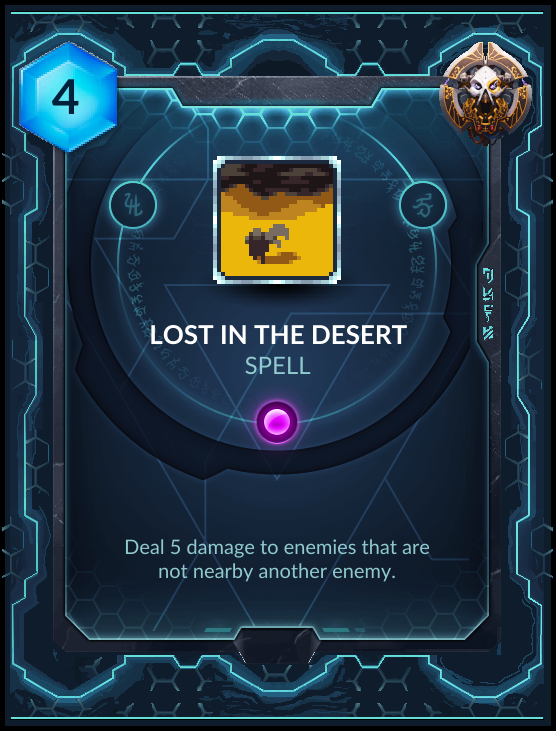 4
LOST IN THE DESERT
SPELL
Deal 5 damage to enemies that are
not nearby another enemy.